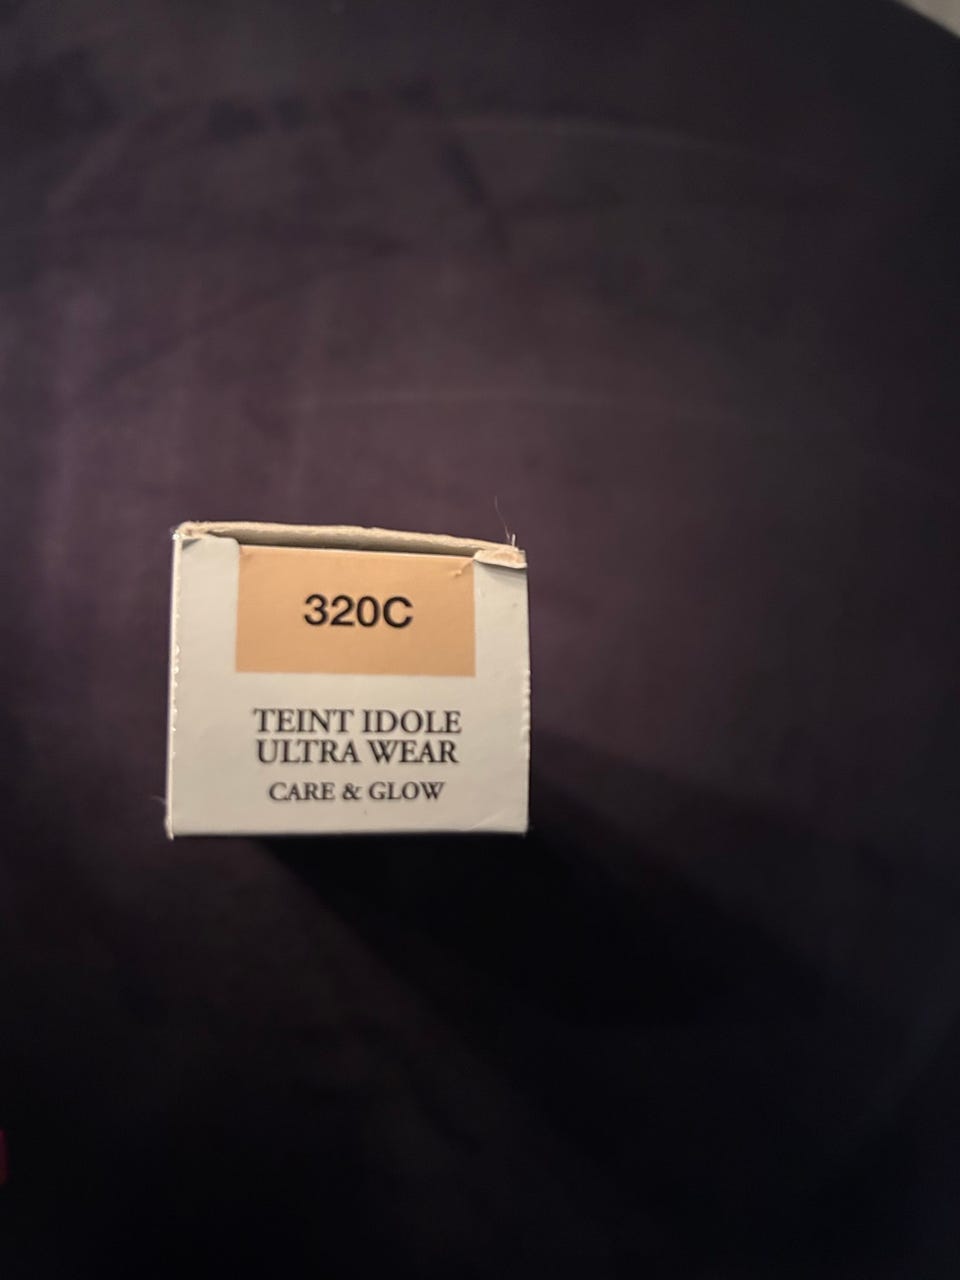 320C
TEINT IDOLE
ULTRA WEAR
CARE & GLOW